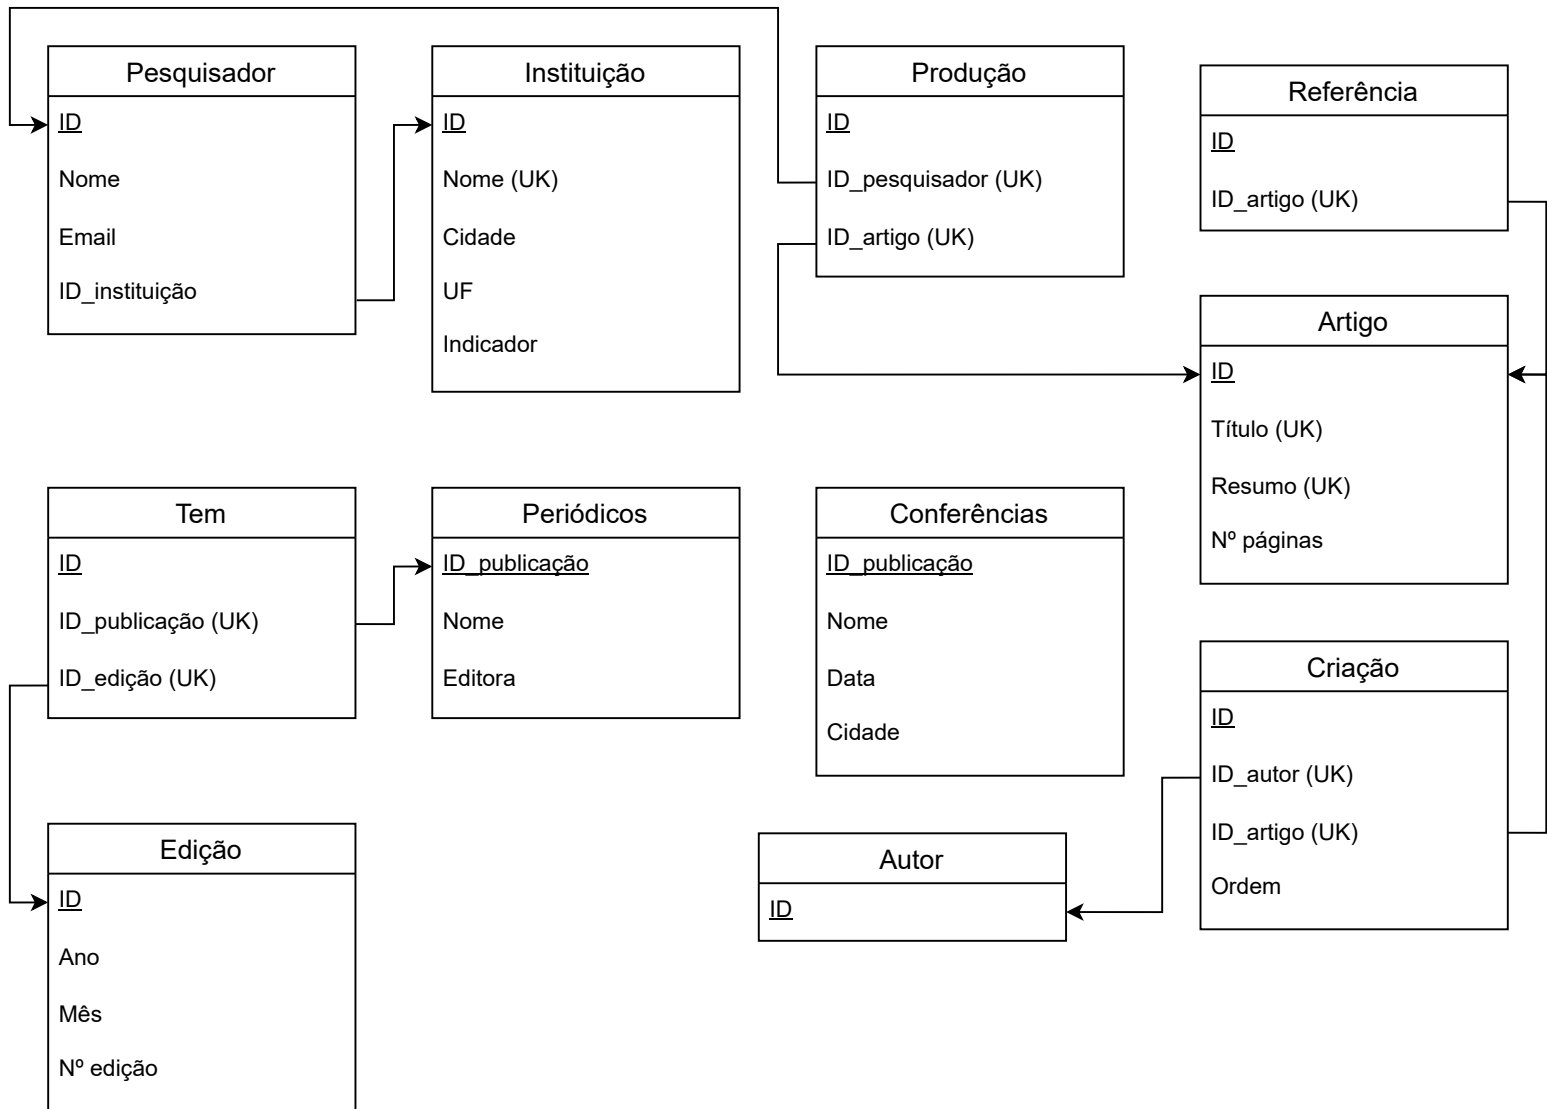 Pesquisador
ID
Nome
Email
ID_instituição
Instituição
ID
Nome (UK)
Cidade
UF
Indicador
Produção
ID
ID_pesquisador (UK)
ID_artigo (UK)
Referência
ID
ID_artigo (UK)
Artigo
ID
Título (UK)
Resumo (UK)
Nº páginas
Tem
ID
ID_publicação (UK)
ID_edição (UK)
Periódicos
ID_publicação
Nome
Editora
Conferências
ID_publicação
Nome
Data
Cidade
Criação
ID
ID_autor (UK)
ID_artigo (UK)
Ordem
Edição
ID
Ano
Mês
Nº edição
Autor
ID